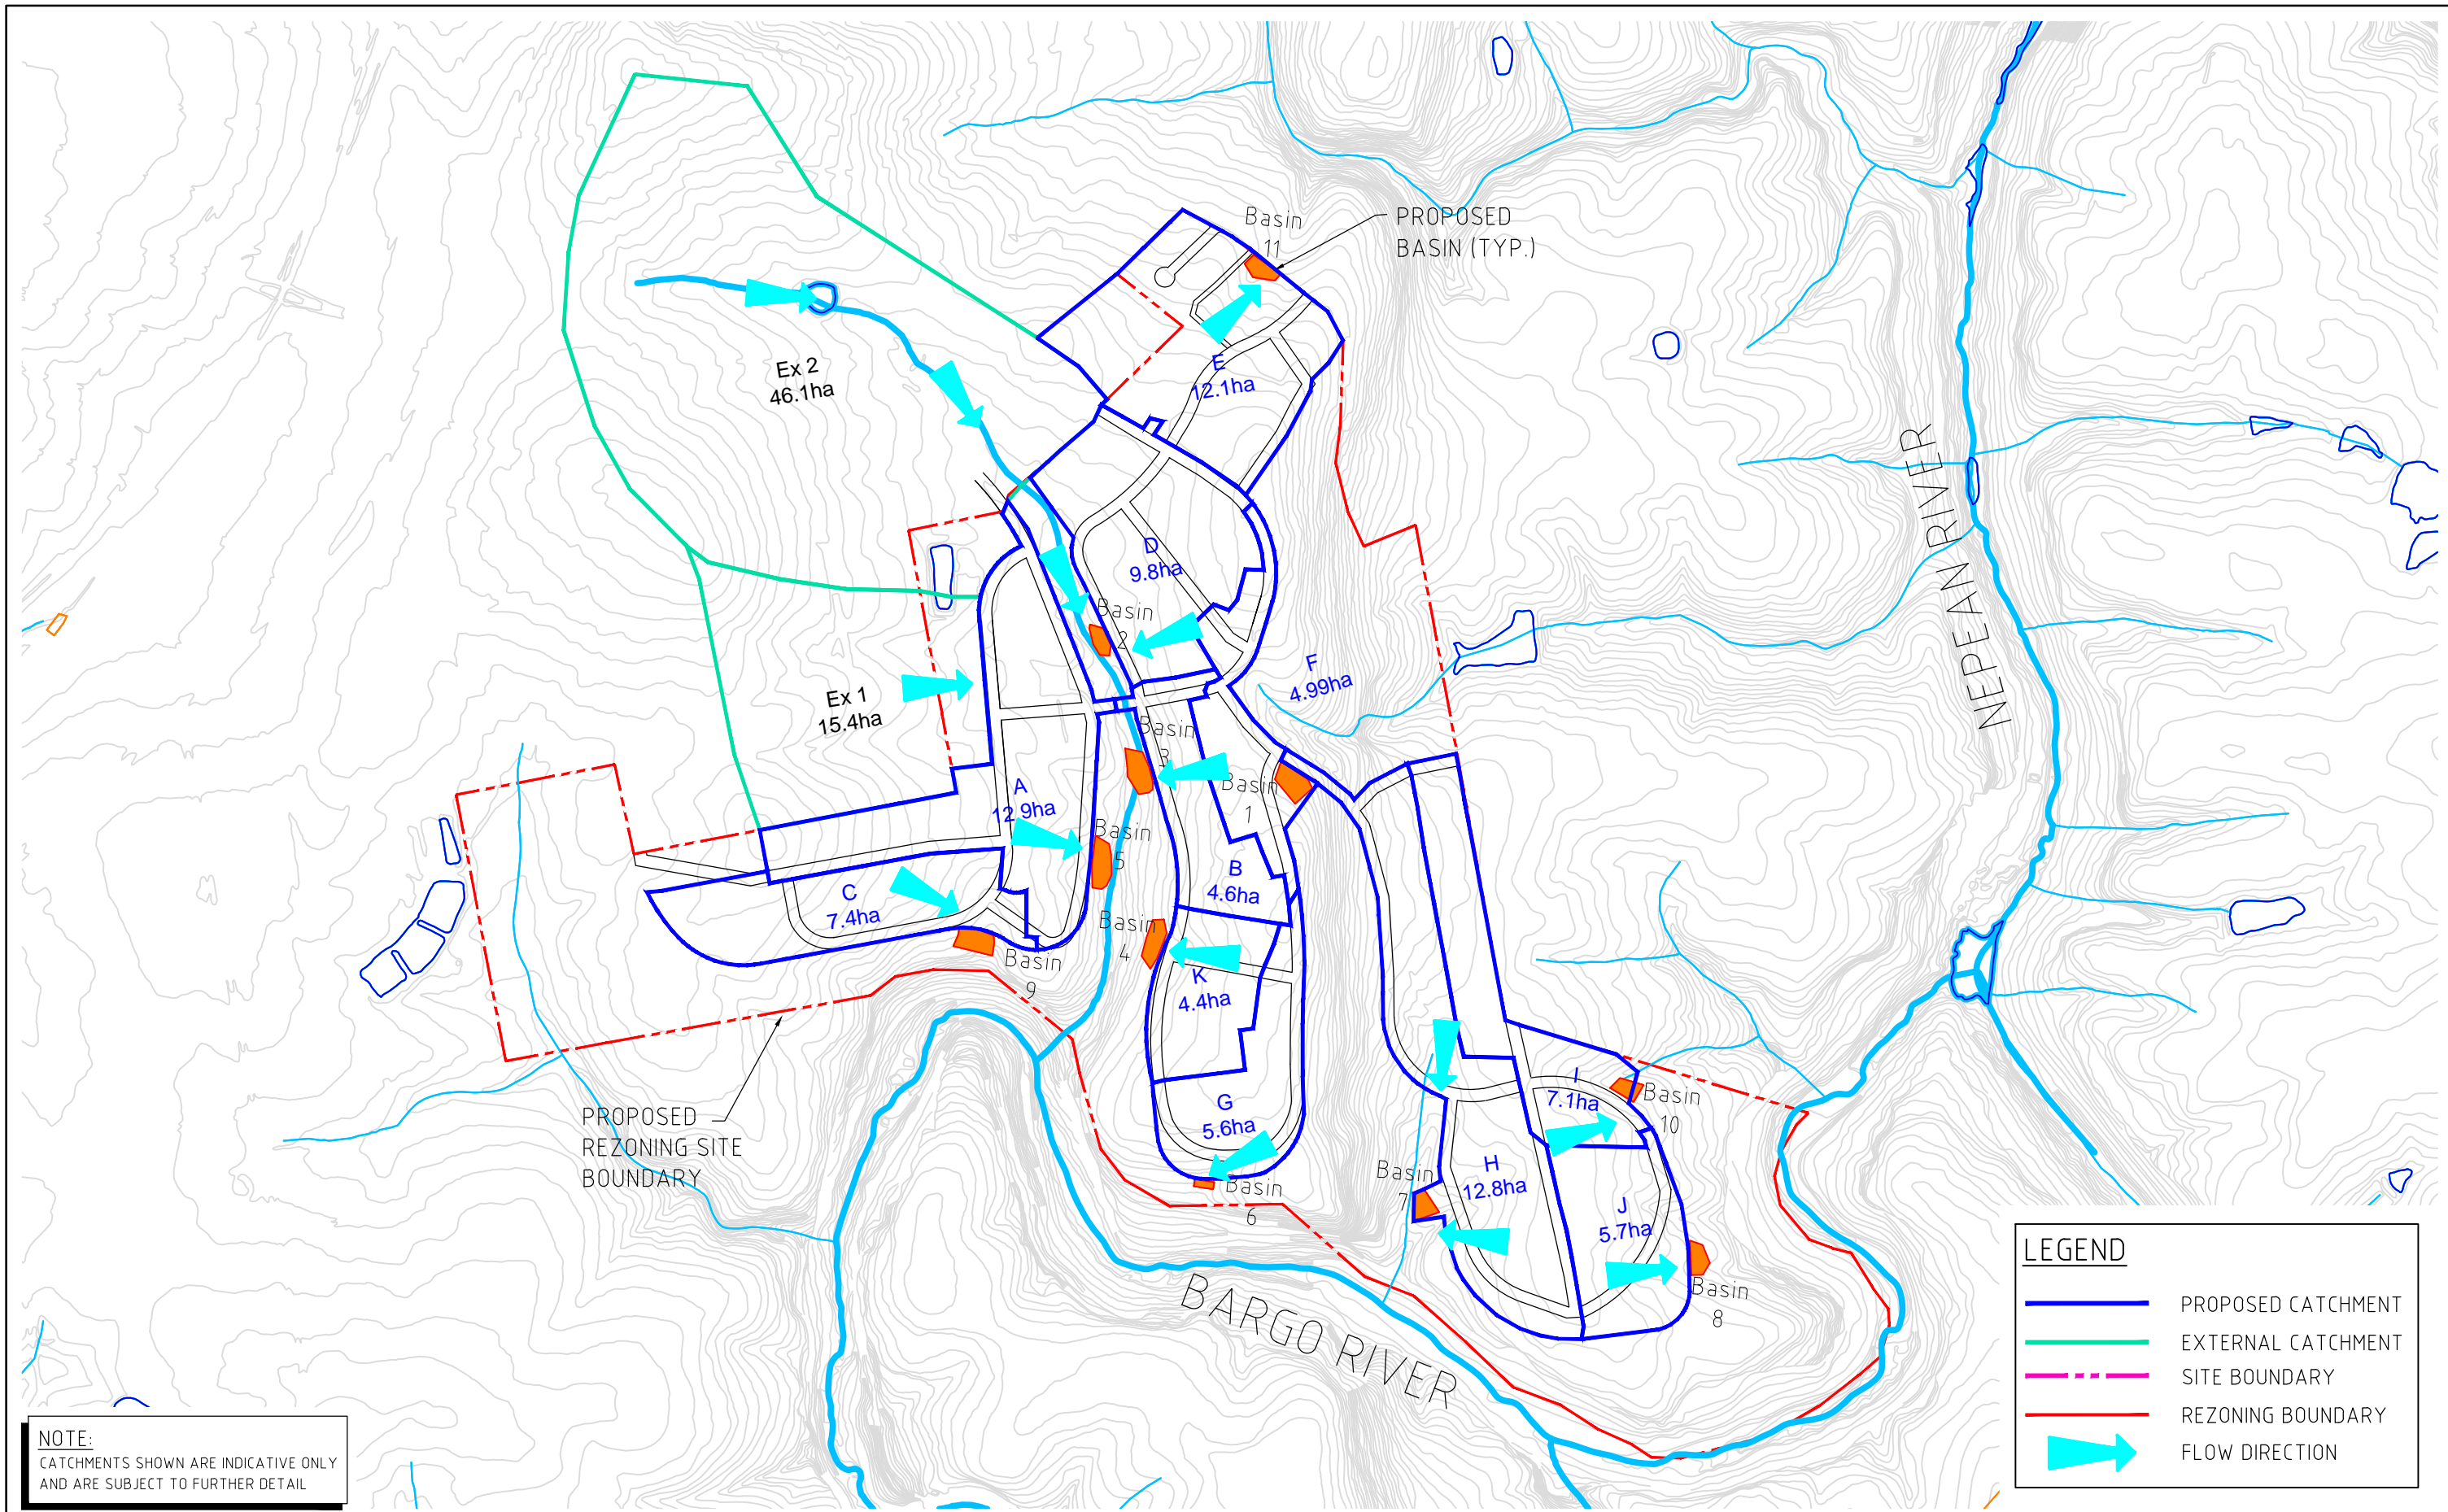 Basin
11
PROPOSED
BASIN (TYP.)
E
12.1ha
Ex 2
46.1ha
D
9.8ha
Basin
2
NEPEAN RIVER
F
4.99ha
Ex 1
15.4ha
Basin
3
Basin
1
A
12.9ha
Basin
5
B
4.6ha
C
7.4ha
Basin
4
Basin
9
K
4.4ha
G
5.6ha
Basin
6
I
7.1ha
Basin
10
H
12.8ha
Basin
7
J
5.7ha
Basin
8
PROPOSED
REZONING SITE
BOUNDARY
BARGO RIVER
LEGEND
PROPOSED CATCHMENT
EXTERNAL CATCHMENT
SITE BOUNDARY
REZONING BOUNDARY
FLOW DIRECTION
NOTE:
CATCHMENTS SHOWN ARE INDICATIVE ONLY
AND ARE SUBJECT TO FURTHER DETAIL